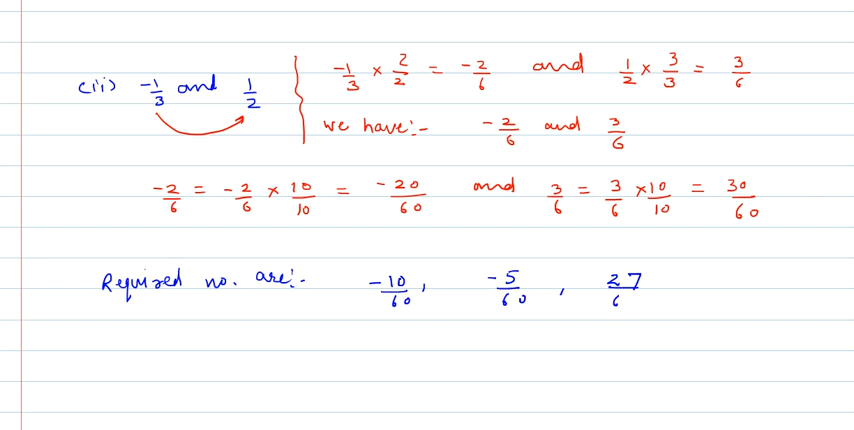 (ii) -1/3 and 1/2 -1/3 × 2/2 = -2/6 and 1/2 × 3/3 = 3/6
we have:- -2/6 and 3/6
-2/6 = -2/6 × 10/10 = -20/60 and 3/6 = 3/6 × 10/10 = 30/60
Required no. are:- -10/60, -5/60, 27/6